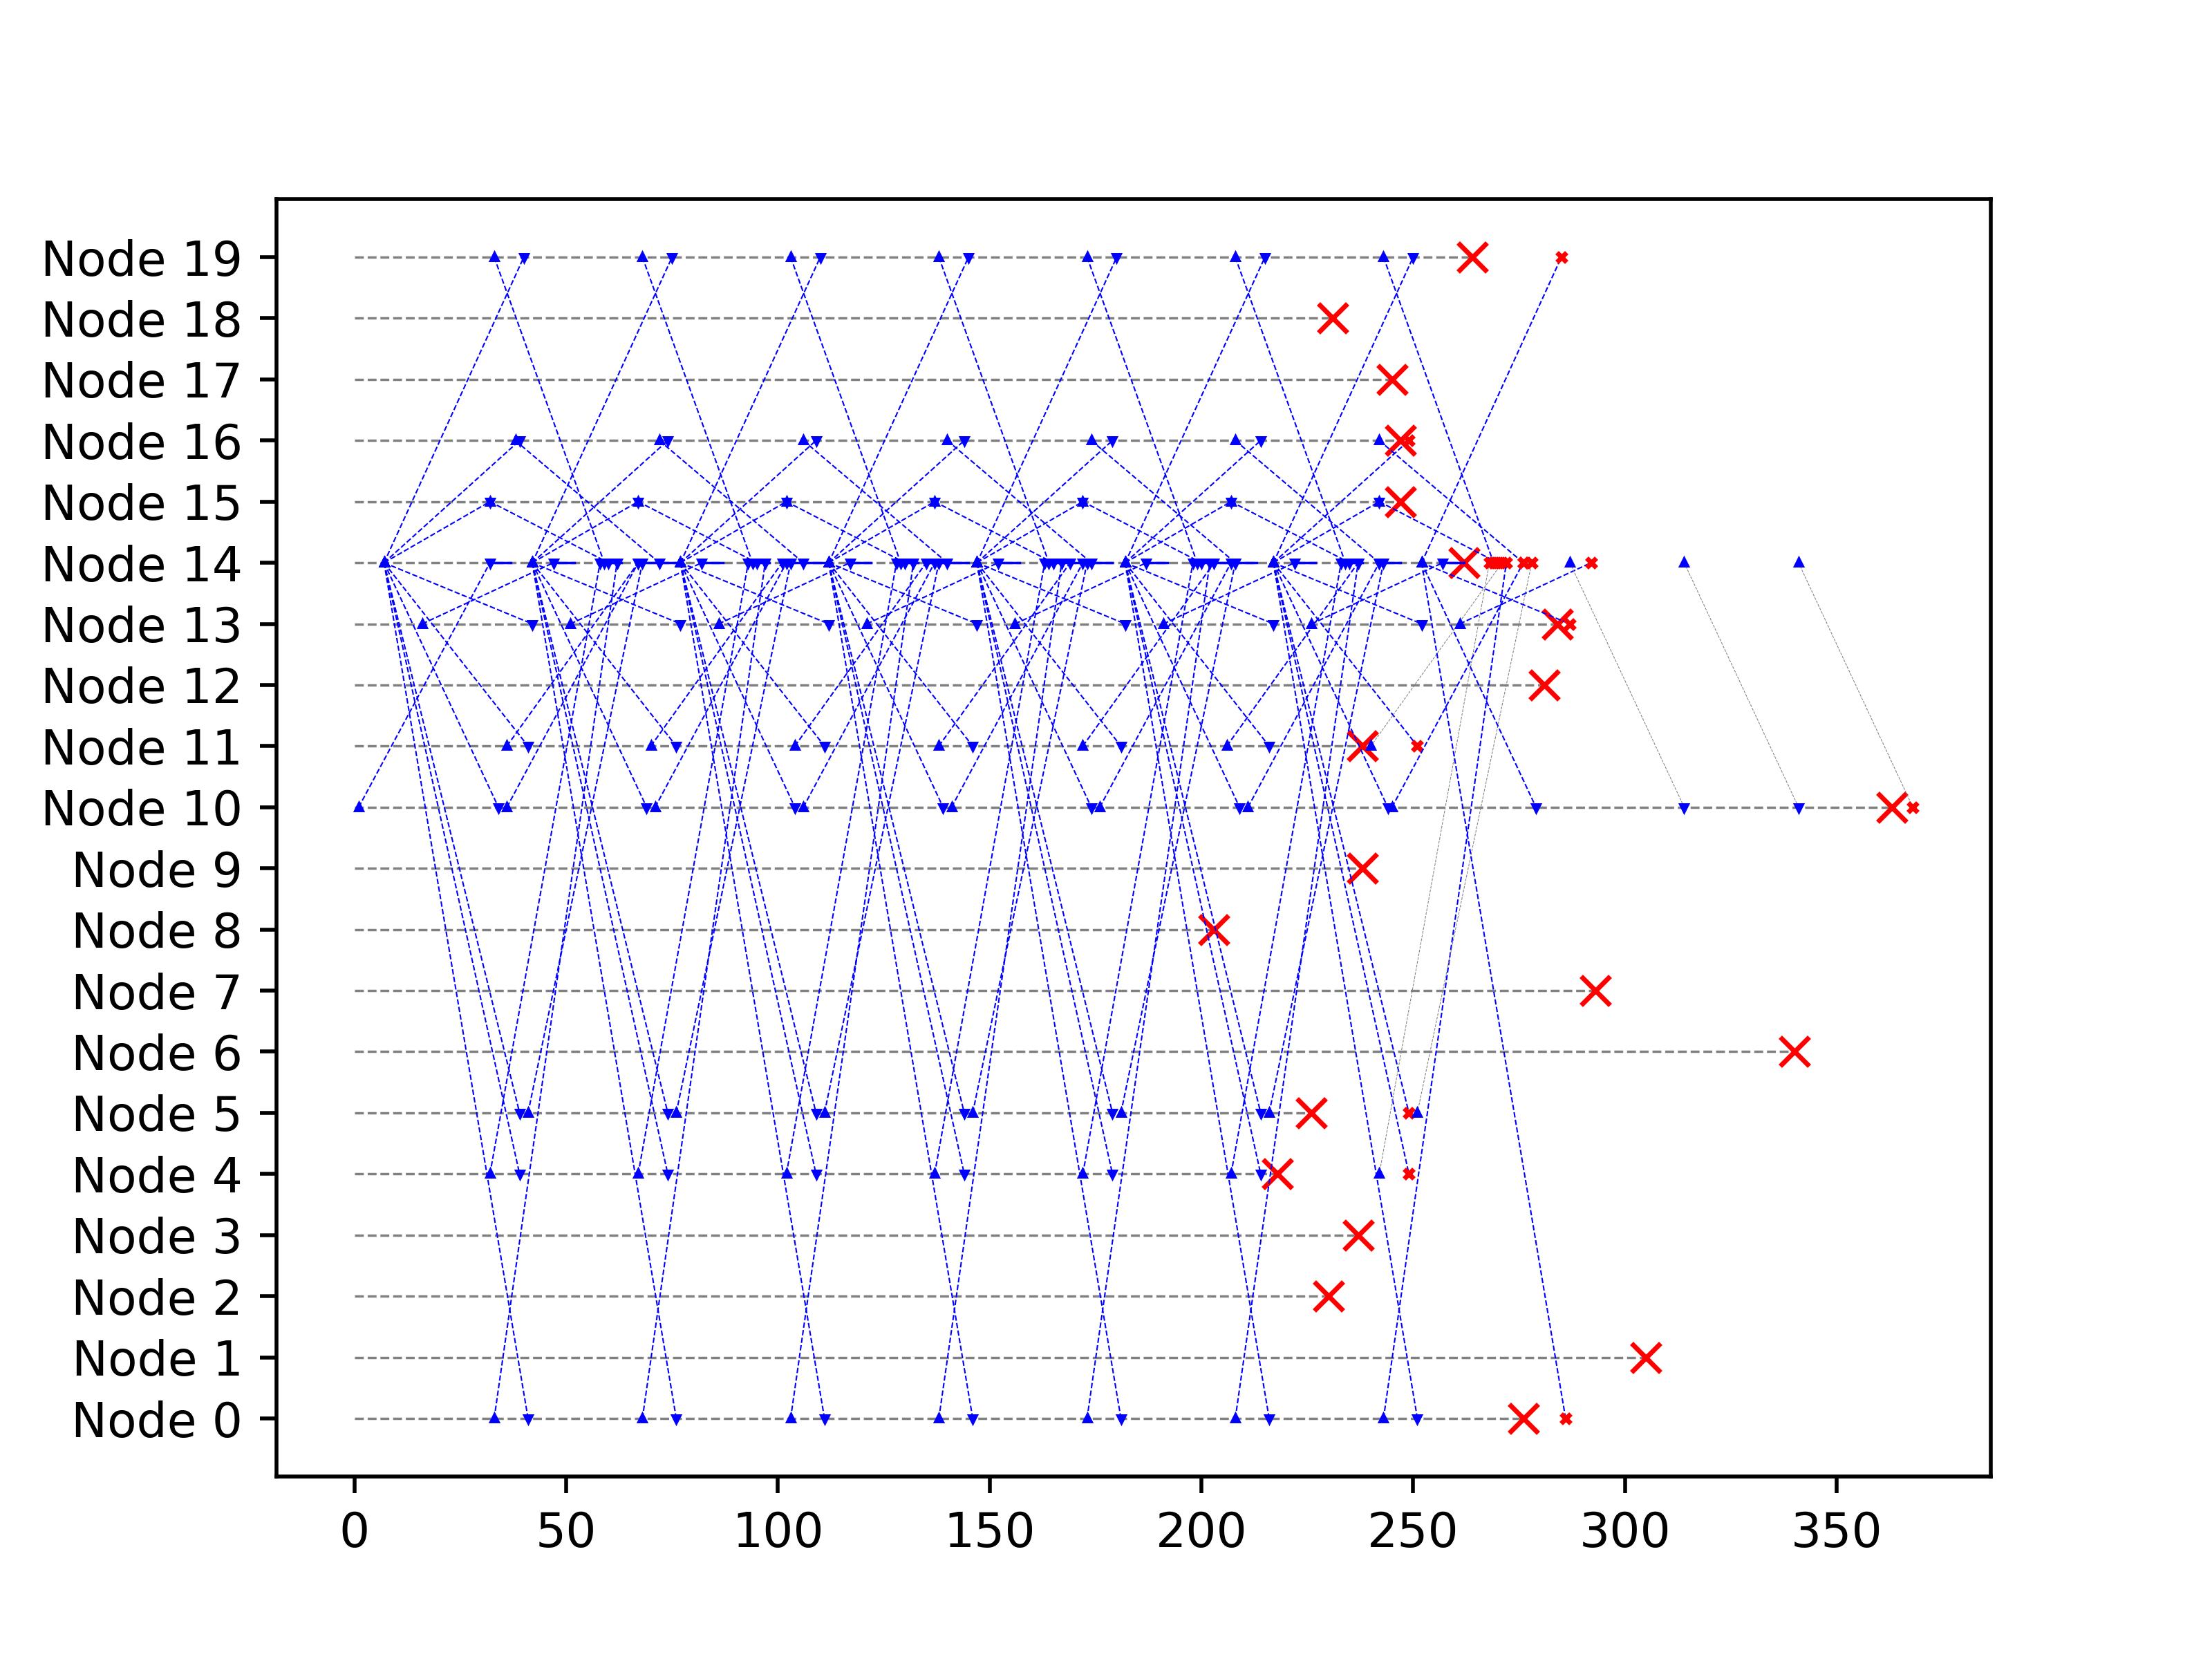 Node 19
Node 18
Node 17
Node 16
Node 15
Node 14
Node 13
Node 12
Node 11
Node 10
Node 9
Node 8
Node 7
Node 6
Node 5
Node 4
Node 3
Node 2
Node 1
Node 0
0 50 100 150 200 250 300 350